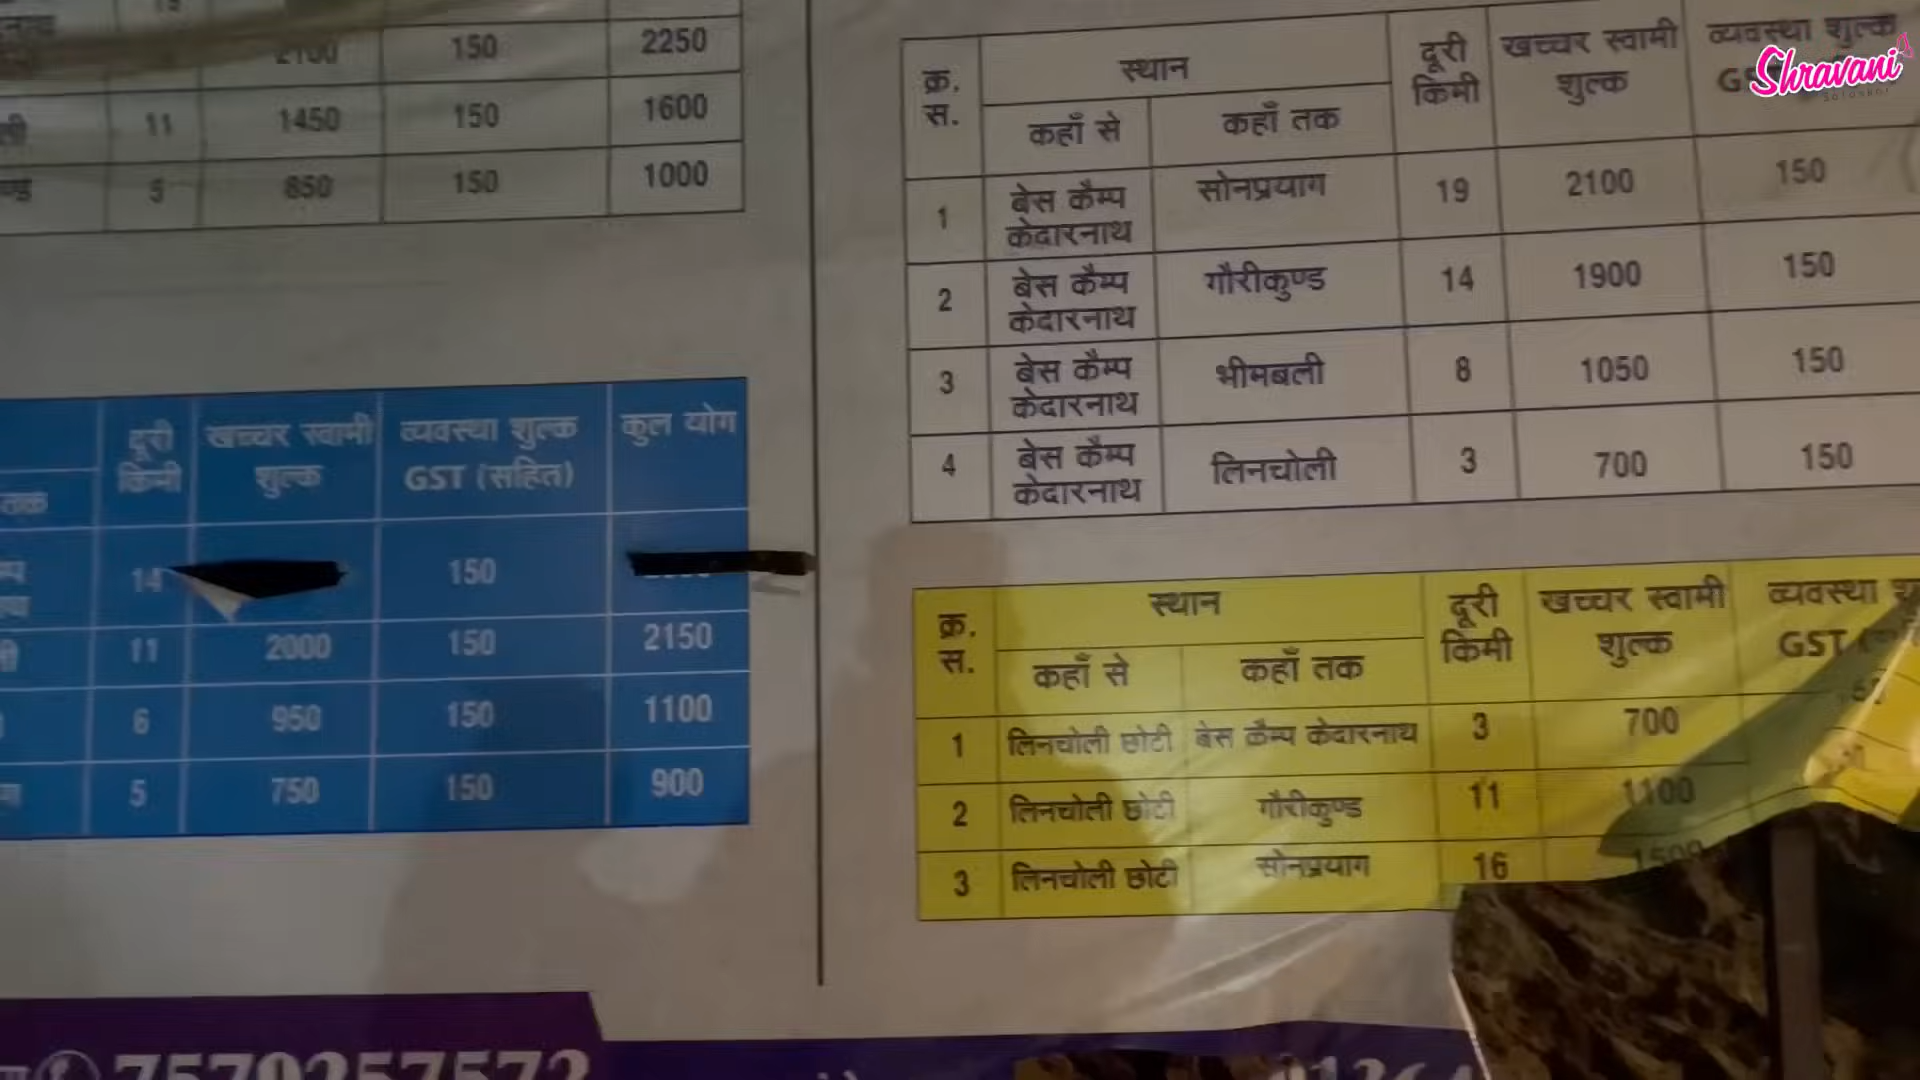 2100 150 2250
ली 11 1450 150 1600
ण्ड 5 850 150 1000
दूरी किमी खच्चर स्वामी शुल्क व्यवस्था शुल्क GST (सहित) कुल योग
तक
14 150
11 2000 150 2150
6 950 150 1100
5 750 150 900
7579257572
क्र. स. स्थान दूरी किमी खच्चर स्वामी शुल्क व्यवस्था शुल्क
कहाँ से कहाँ तक
1 बेस कैम्प केदारनाथ सोनप्रयाग 19 2100 150
2 बेस कैम्प केदारनाथ गौरीकुण्ड 14 1900 150
3 बेस कैम्प केदारनाथ भीमबली 8 1050 150
4 बेस कैम्प केदारनाथ लिनचोली 3 700 150
क्र. स. स्थान दूरी किमी खच्चर स्वामी शुल्क व्यवस्था GST
कहाँ से कहाँ तक
1 लिनचोली छोटी बेस कैम्प केदारनाथ 3 700
2 लिनचोली छोटी गौरीकुण्ड 11 1100
3 लिनचोली छोटी सोनप्रयाग 16 1500
Shravani